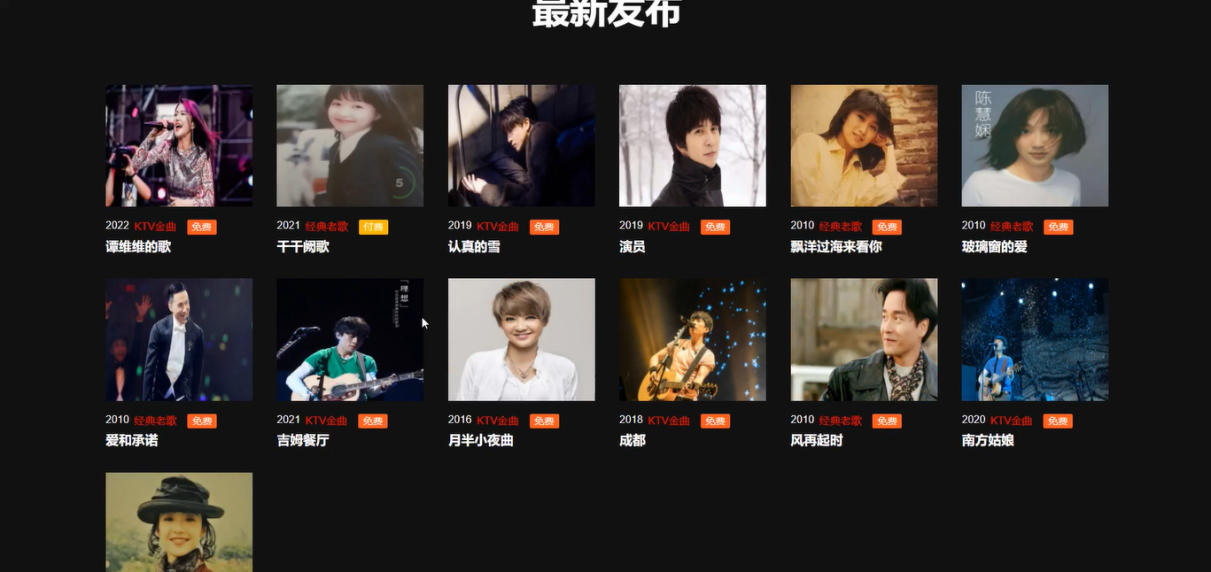 最新发布
2022 KTV金曲 免费
谭维维的歌
2021 经典老歌 付费
千千阙歌
5
2019 KTV金曲 免费
认真的雪
2019 KTV金曲 免费
演员
2010 经典老歌 免费
飘洋过海来看你
陈慧娴
2010 经典老歌 免费
玻璃窗的爱
2010 经典老歌 免费
爱和承诺
「理想」
2021 KTV金曲 免费
吉姆餐厅
2016 KTV金曲 免费
月半小夜曲
2018 KTV金曲 免费
成都
2010 经典老歌 免费
风再起时
2020 KTV金曲 免费
南方姑娘